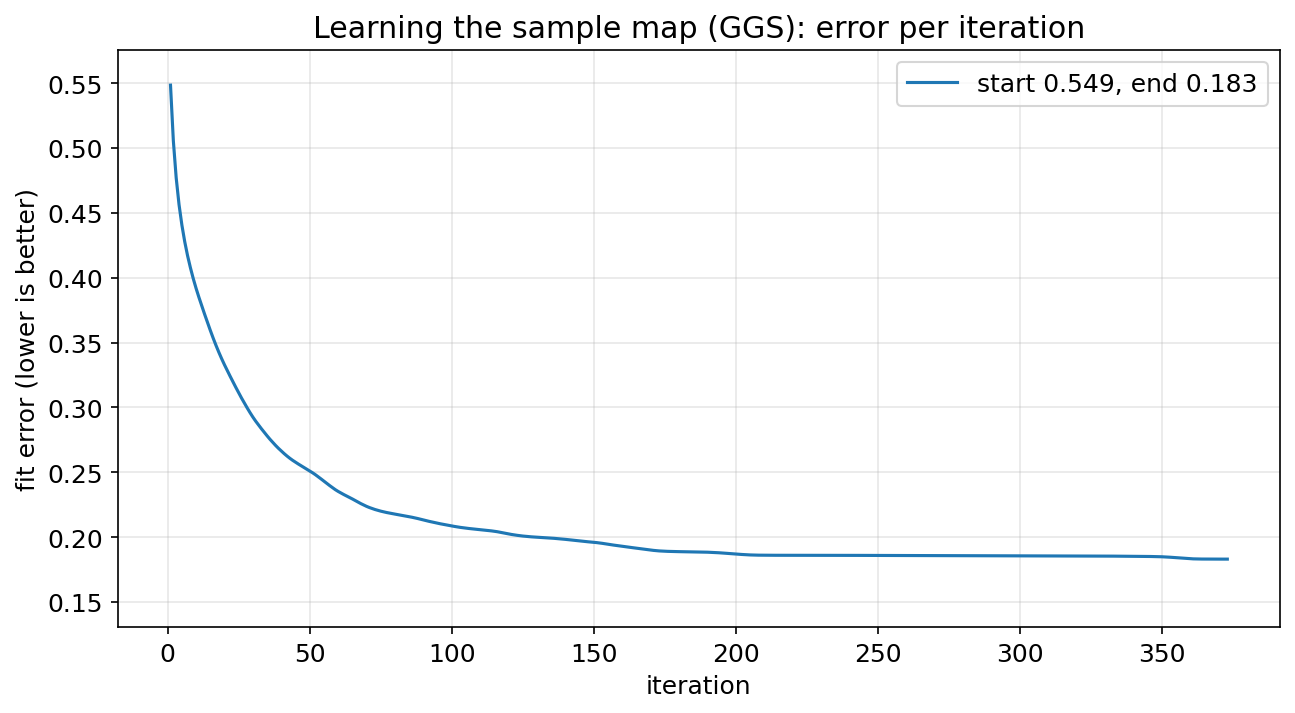 Learning the sample map (GGS): error per iteration
start 0.549, end 0.183
fit error (lower is better)
0.55
0.50
0.45
0.40
0.35
0.30
0.25
0.20
0.15
0 50 100 150 200 250 300 350
iteration